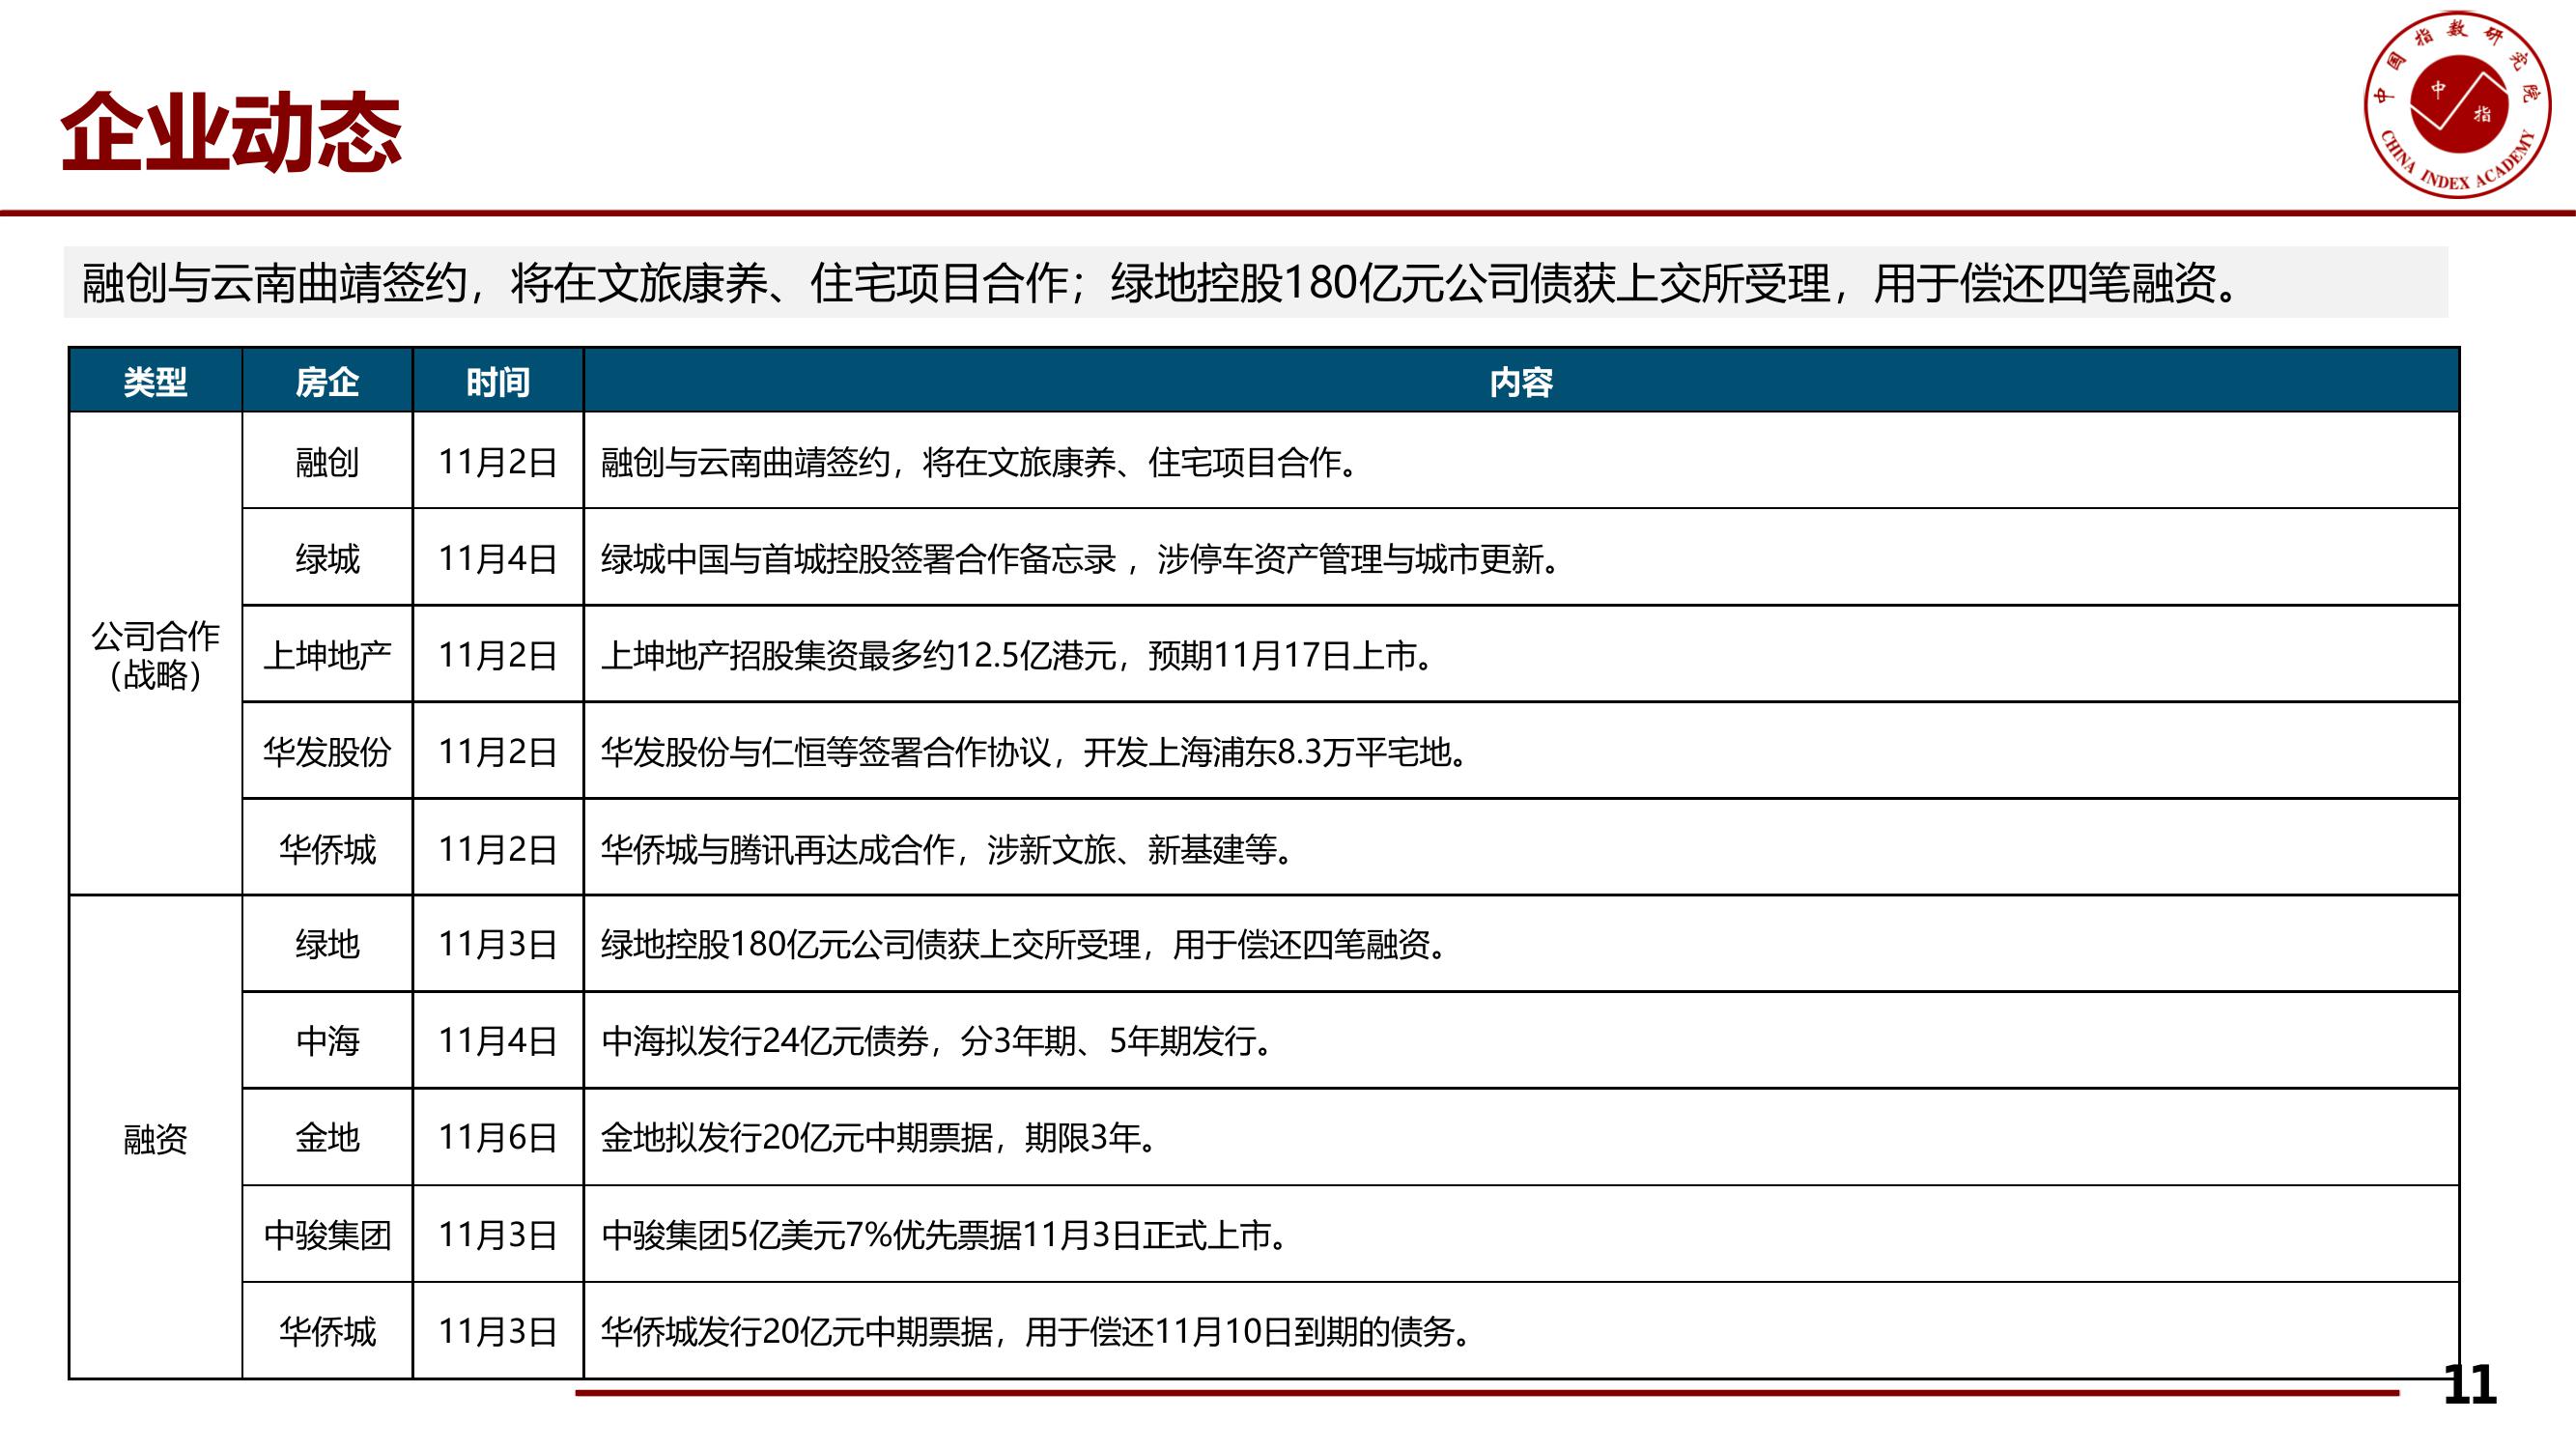 企业动态
中国指数研究院
中指
CHINA INDEX ACADEMY
融创与云南曲靖签约，将在文旅康养、住宅项目合作；绿地控股180亿元公司债获上交所受理，用于偿还四笔融资。
类型 房企 时间 内容
公司合作
（战略）
融创 11月2日 融创与云南曲靖签约，将在文旅康养、住宅项目合作。
绿城 11月4日 绿城中国与首城控股签署合作备忘录 ，涉停车资产管理与城市更新。
上坤地产 11月2日 上坤地产招股集资最多约12.5亿港元，预期11月17日上市。
华发股份 11月2日 华发股份与仁恒等签署合作协议，开发上海浦东8.3万平宅地。
华侨城 11月2日 华侨城与腾讯再达成合作，涉新文旅、新基建等。
融资
绿地 11月3日 绿地控股180亿元公司债获上交所受理，用于偿还四笔融资。
中海 11月4日 中海拟发行24亿元债券，分3年期、5年期发行。
金地 11月6日 金地拟发行20亿元中期票据，期限3年。
中骏集团 11月3日 中骏集团5亿美元7%优先票据11月3日正式上市。
华侨城 11月3日 华侨城发行20亿元中期票据，用于偿还11月10日到期的债务。
11